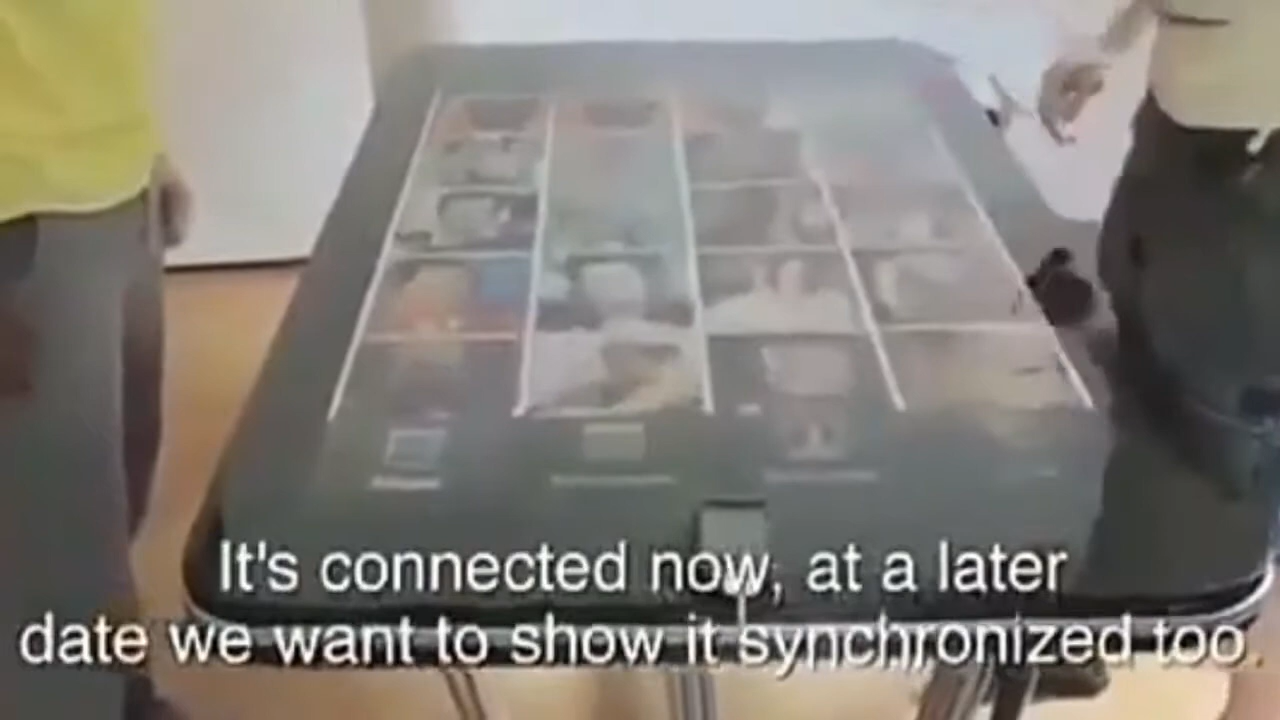 It's connected now, at a later
date we want to show it synchronized too.